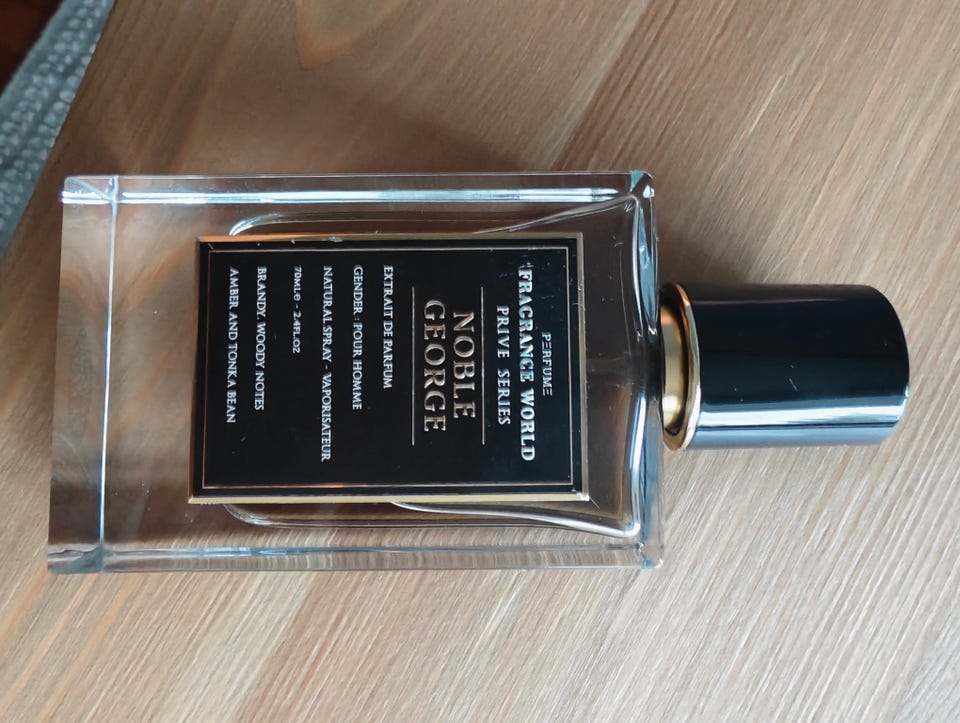 PERFUME
FRAGRANCE WORLD
PRIVE SERIES
NOBLE
GEORGE
EXTRAIT DE PARFUM
GENDER : POUR HOMME
NATURAL SPRAY - VAPORISATEUR
70ML℮ - 2.4FL.OZ
BRANDY, WOODY NOTES
AMBER AND TONKA BEAN